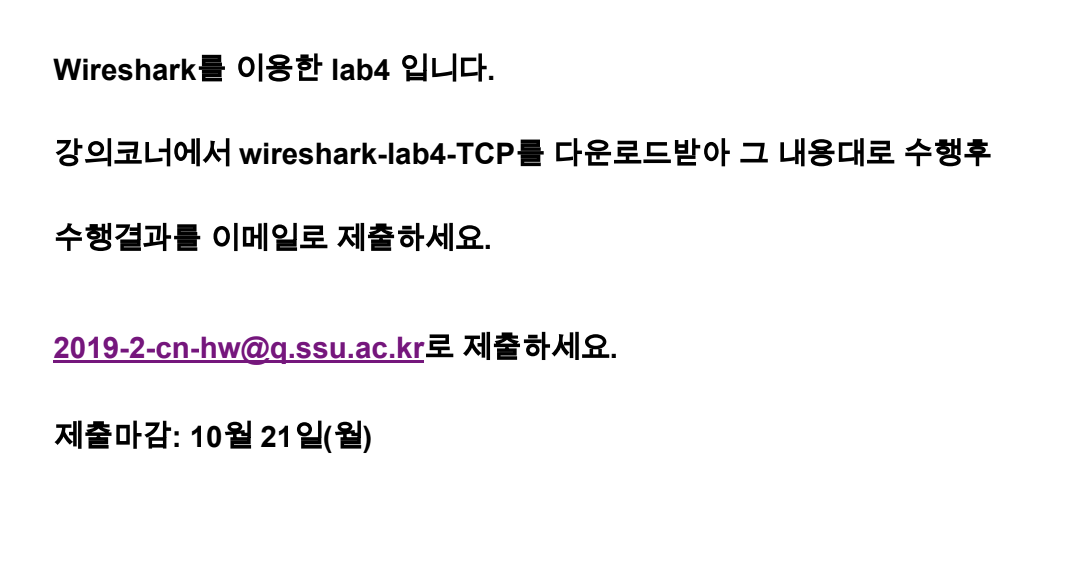 Wireshark를 이용한 lab4 입니다.
강의코너에서 wireshark-lab4-TCP를 다운로드받아 그 내용대로 수행후
수행결과를 이메일로 제출하세요.
2019-2-cn-hw@q.ssu.ac.kr로 제출하세요.
제출마감: 10월 21일(월)